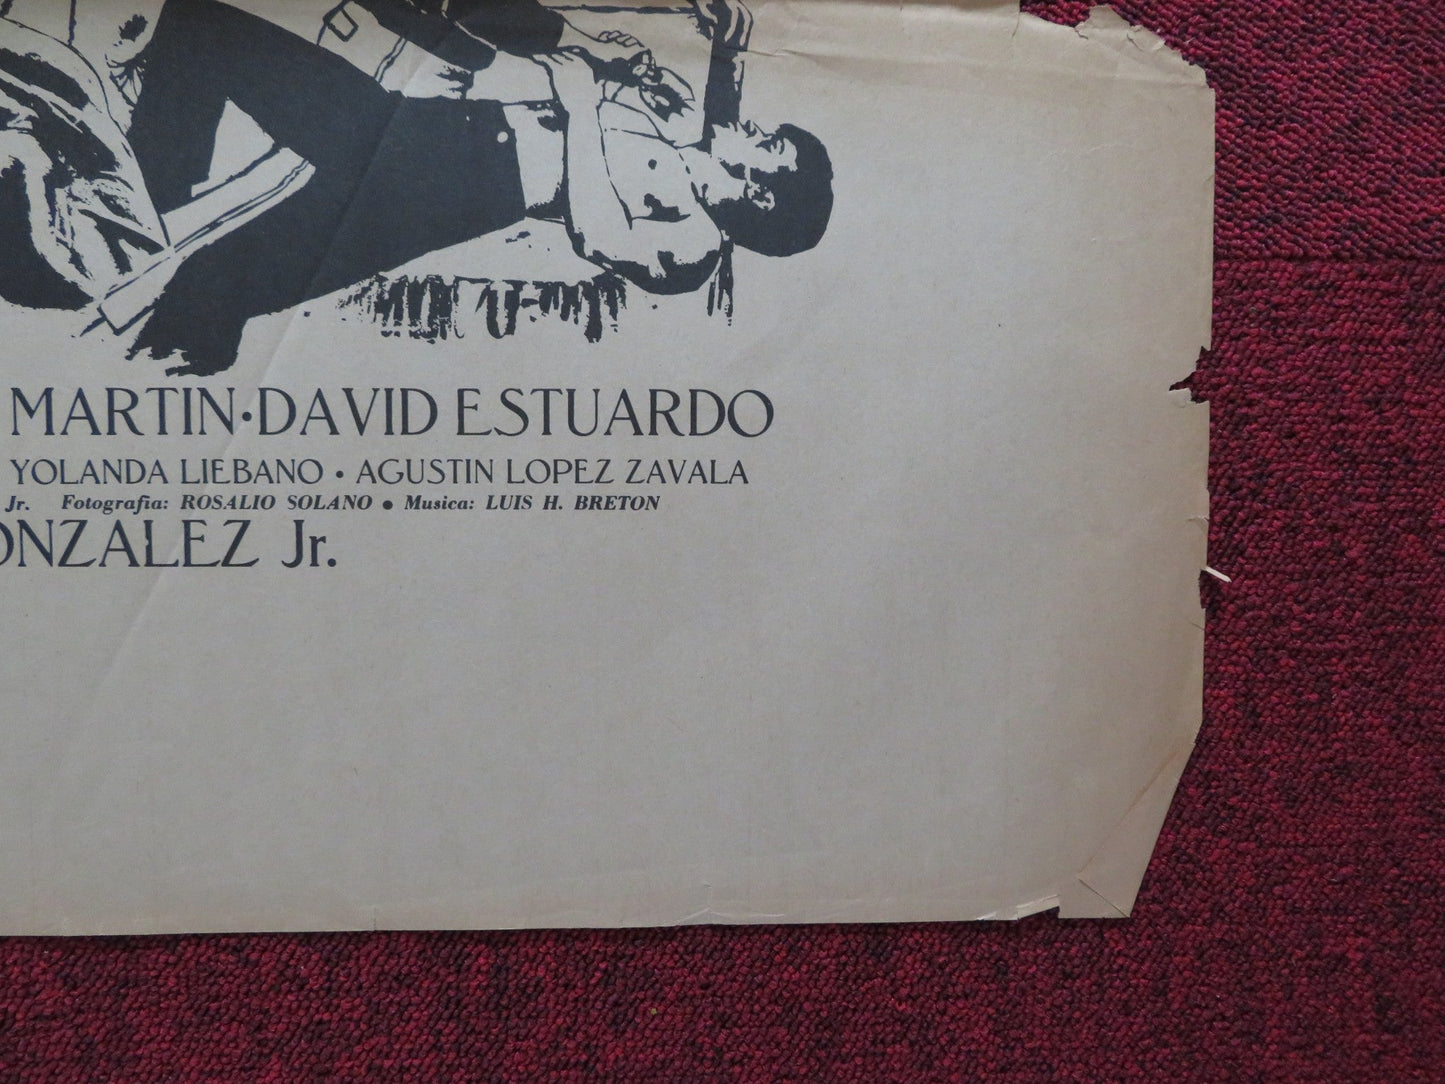 MARTIN·DAVID ESTUARDO
YOLANDA LIEBANO • AGUSTIN LOPEZ ZAVALA
Jr. Fotografia: ROSALIO SOLANO ● Musica: LUIS H. BRETON
ONZALEZ Jr.